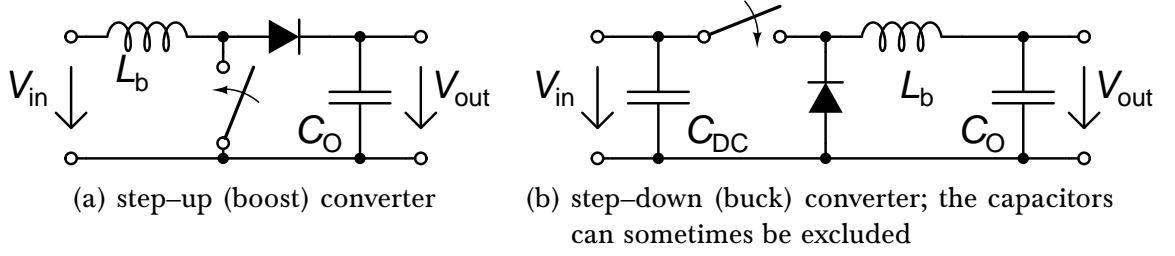 L_b
V_in
V_out
C_O
V_in
C_DC
L_b
C_O
V_out
(a) step–up (boost) converter
(b) step–down (buck) converter; the capacitors
can sometimes be excluded